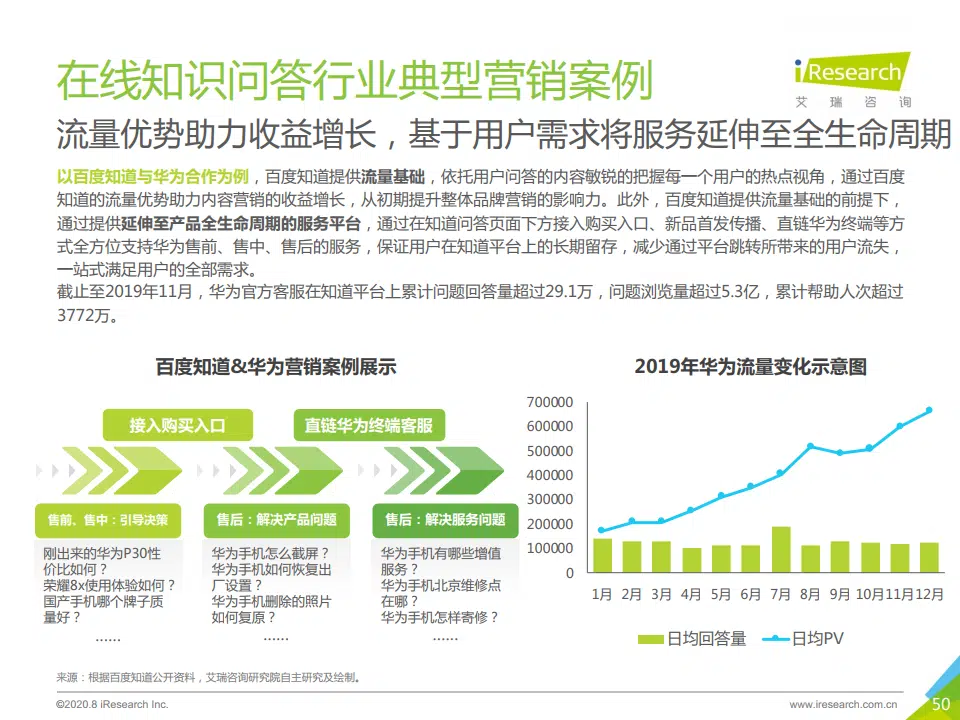 在线知识问答行业典型营销案例
iResearch
艾瑞咨询
流量优势助力收益增长，基于用户需求将服务延伸至全生命周期
以百度知道与华为合作为例，百度知道提供流量基础，依托用户问答的内容敏锐的把握每一个用户的热点视角，通过百度
知道的流量优势助力内容营销的收益增长，从初期提升整体品牌营销的影响力。此外，百度知道提供流量基础的前提下，
通过提供延伸至产品全生命周期的服务平台，通过在知道问答页面下方接入购买入口、新品首发传播、直链华为终端等方
式全方位支持华为售前、售中、售后的服务，保证用户在知道平台上的长期留存，减少通过平台跳转所带来的用户流失，
一站式满足用户的全部需求。
截止至2019年11月，华为官方客服在知道平台上累计问题回答量超过29.1万，问题浏览量超过5.3亿，累计帮助人次超过
3772万。
百度知道&华为营销案例展示
接入购买入口
直链华为终端客服
售前、售中：引导决策
售后：解决产品问题
售后：解决服务问题
刚出来的华为P30性
价比如何？
荣耀8x使用体验如何？
国产手机哪个牌子质
量好？
……
华为手机怎么截屏？
华为手机如何恢复出
厂设置？
华为手机删除的照片
如何复原？
……
华为手机有哪些增值
服务？
华为手机北京维修点
在哪？
华为手机怎样寄修？
……
2019年华为流量变化示意图
700000
600000
500000
400000
300000
200000
100000
0
1月 2月 3月 4月 5月 6月 7月 8月 9月 10月 11月 12月
日均回答量 日均PV
来源：根据百度知道公开资料，艾瑞咨询研究院自主研究及绘制。
©2020.8 iResearch Inc.
www.iresearch.com.cn
50